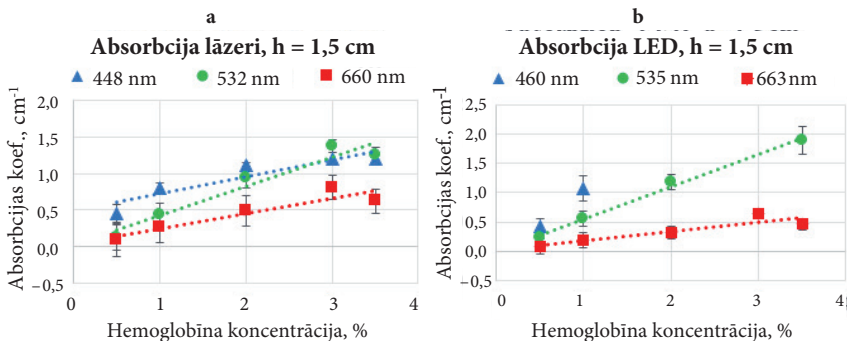 a
Absorbcija lāzeri, h = 1,5 cm
448 nm 532 nm 660 nm
Absorbcijas koef., cm-1
2,0
1,5
1,0
0,5
0,0
−0,5
0 1 2 3 4
Hemoglobīna koncentrācija, %
b
Absorbcija LED, h = 1,5 cm
460 nm 535 nm 663nm
Absorbcijas koef., cm-1
2,5
2,0
1,5
1,0
0,5
0,0
−0,5
0 1 2 3 4
Hemoglobīna koncentrācija, %